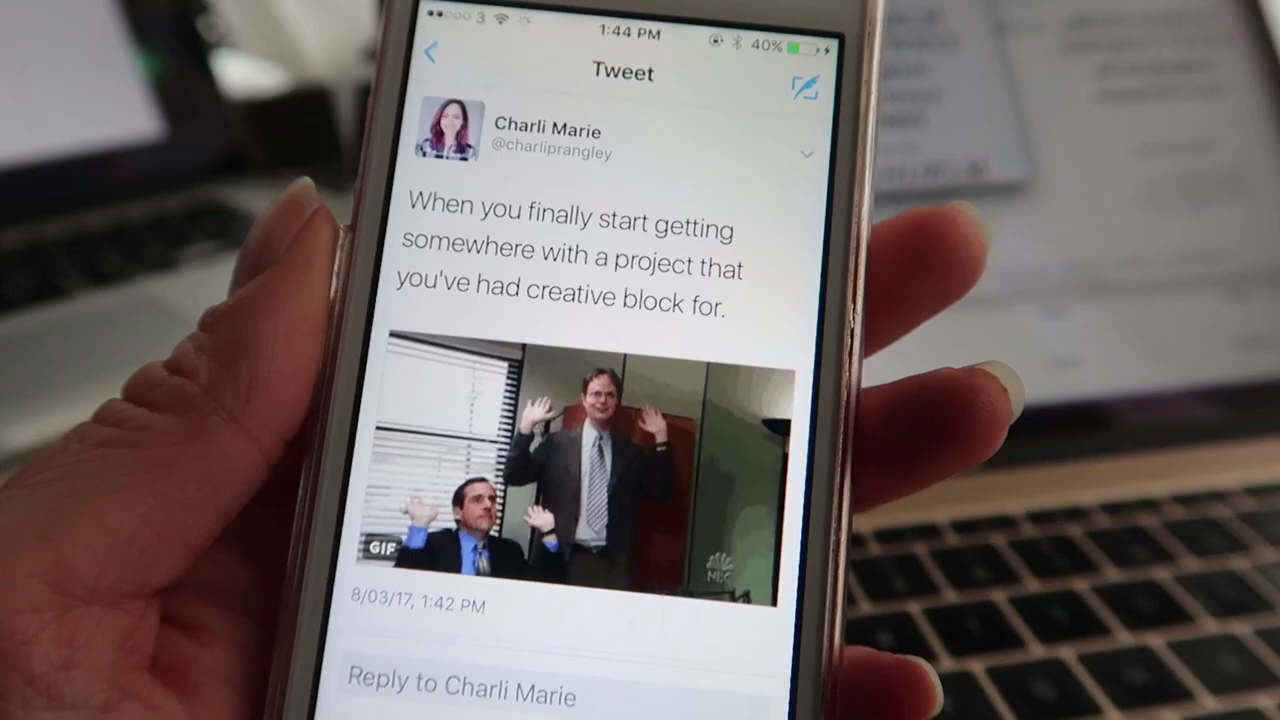 3
1:44 PM
40%
Tweet
Charli Marie
@charliprangley
When you finally start getting
somewhere with a project that
you've had creative block for.
GIF
NBC
8/03/17, 1:42 PM
Reply to Charli Marie